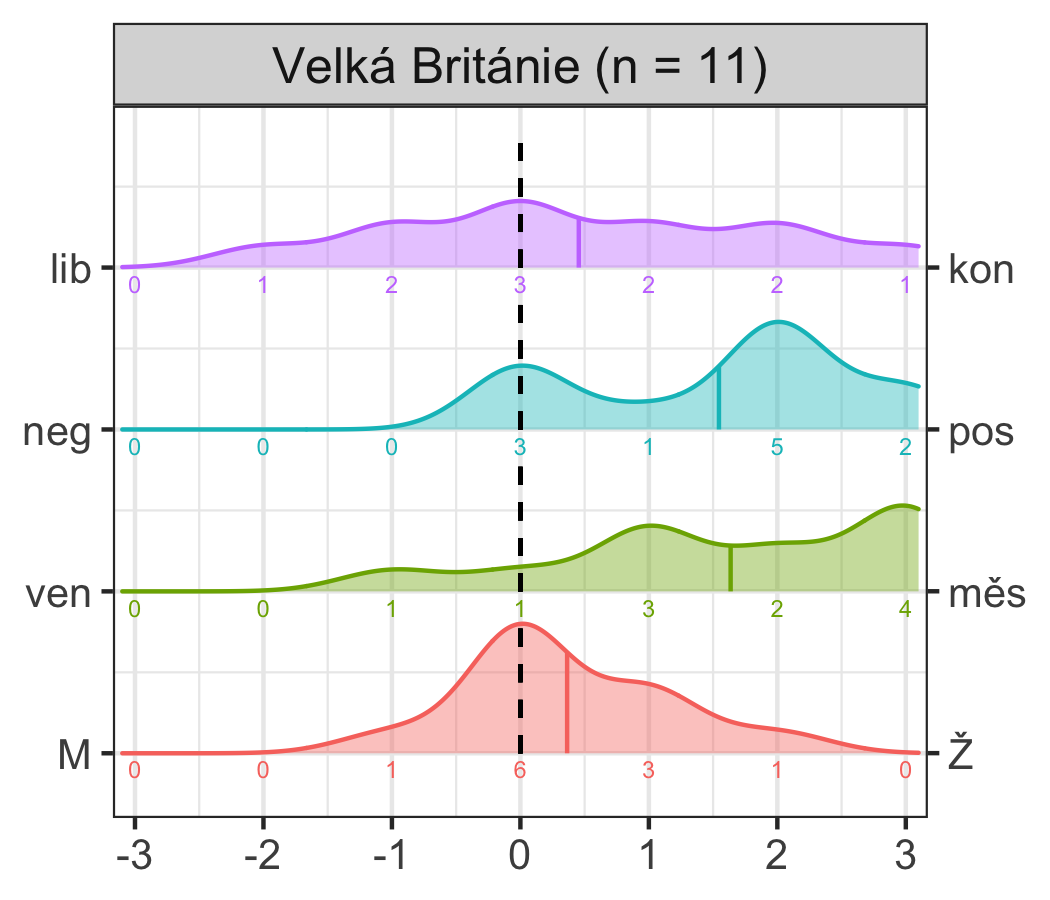 Velká Británie (n = 11)
lib kon
0 1 2 3 2 2 1
neg pos
0 0 0 3 1 5 2
ven měs
0 0 1 1 3 2 4
M Ž
0 0 1 6 3 1 0
-3 -2 -1 0 1 2 3